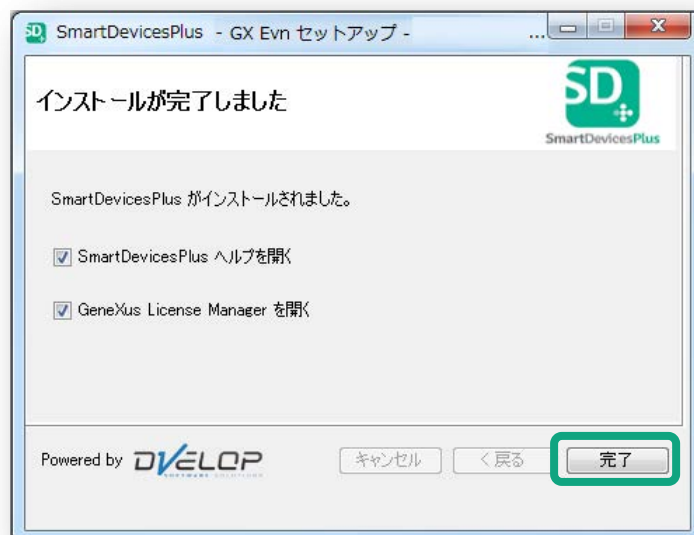 SmartDevicesPlus - GX Evn セットアップ - ...
インストールが完了しました
SD
SmartDevicesPlus
SmartDevicesPlus がインストールされました。
SmartDevicesPlus ヘルプを開く
GeneXus License Manager を開く
Powered by DVELOP
SOFTWARE SOLUTIONS
キャンセル
< 戻る
完了